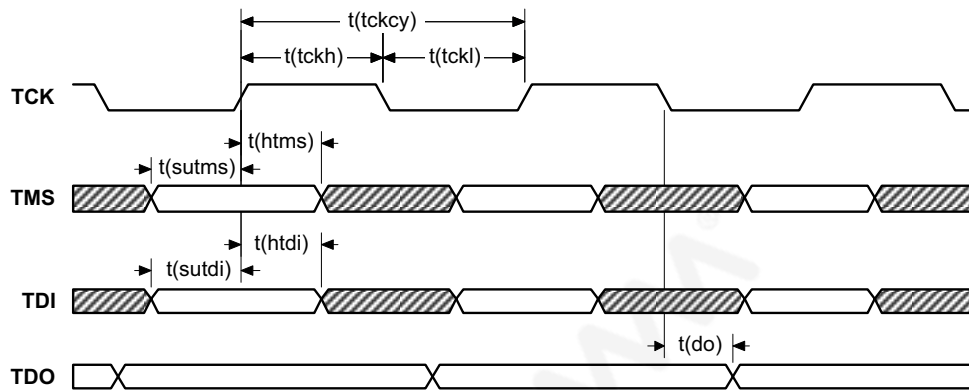 t(tckcy)
t(tckh) t(tckl)
TCK
t(htms)
t(sutms)
TMS
t(htdi)
t(sutdi)
TDI
t(do)
TDO